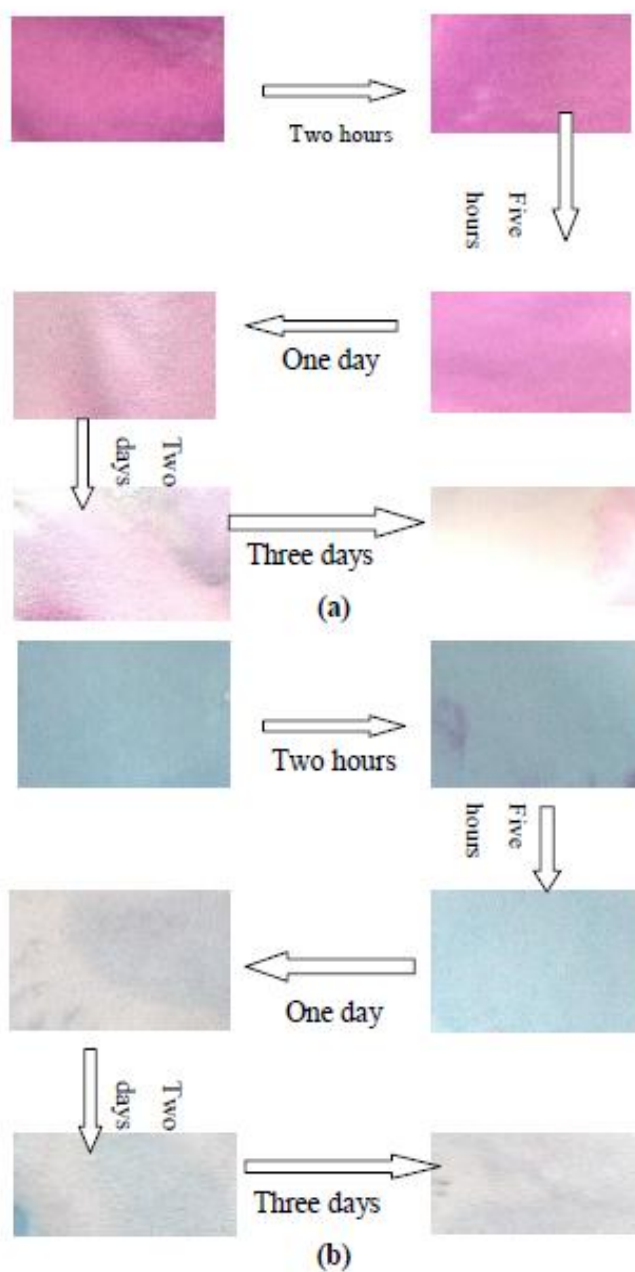 Two hours
Five
hours
One day
Two
days
Three days
(a)
Two hours
Five
hours
One day
Two
days
Three days
(b)